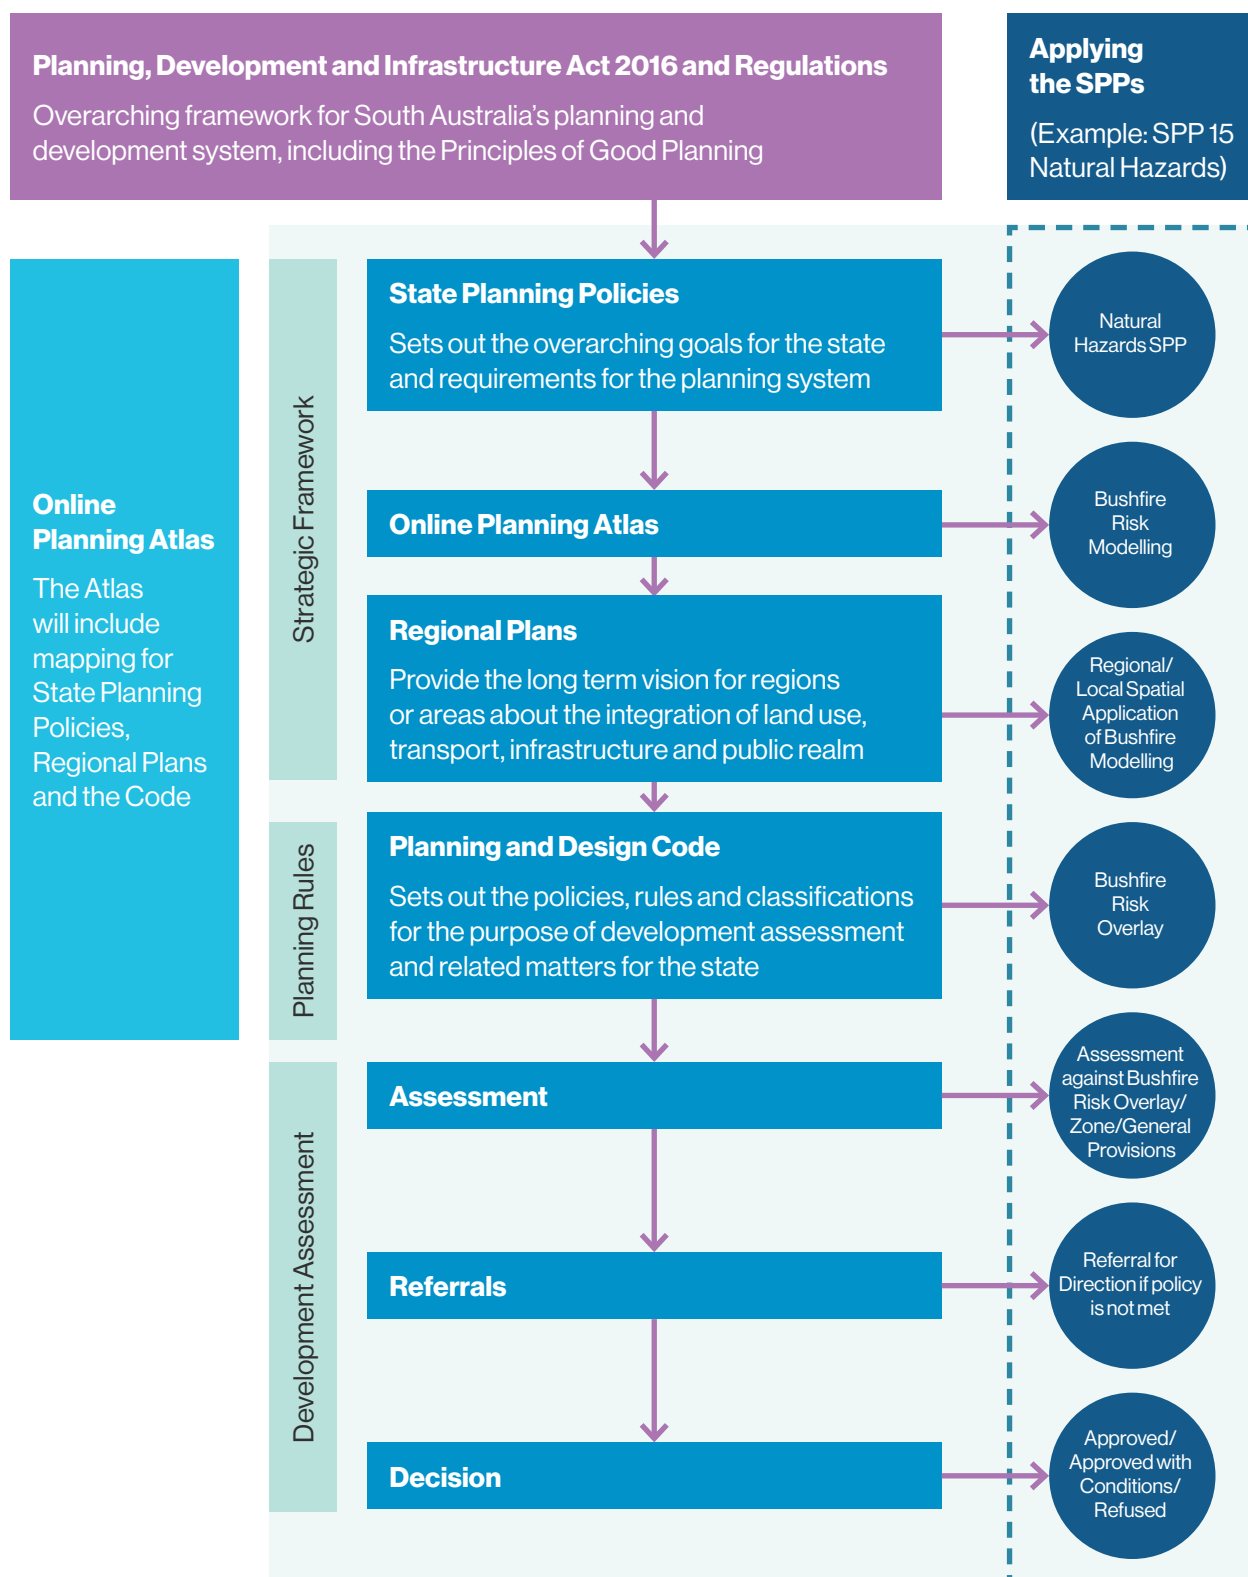 Planning, Development and Infrastructure Act 2016 and Regulations
Overarching framework for South Australia's planning and
development system, including the Principles of Good Planning
Applying
the SPPs
(Example: SPP 15
Natural Hazards)
Online
Planning Atlas
The Atlas
will include
mapping for
State Planning
Policies,
Regional Plans
and the Code
Strategic Framework
State Planning Policies
Sets out the overarching goals for the state
and requirements for the planning system
Natural
Hazards SPP
Online Planning Atlas
Bushfire
Risk
Modelling
Regional Plans
Provide the long term vision for regions
or areas about the integration of land use,
transport, infrastructure and public realm
Regional/
Local Spatial
Application
of Bushfire
Modelling
Planning Rules
Planning and Design Code
Sets out the policies, rules and classifications
for the purpose of development assessment
and related matters for the state
Bushfire
Risk
Overlay
Development Assessment
Assessment
Assessment
against Bushfire
Risk Overlay/
Zone/General
Provisions
Referrals
Referral for
Direction if policy
is not met
Decision
Approved/
Approved with
Conditions/
Refused